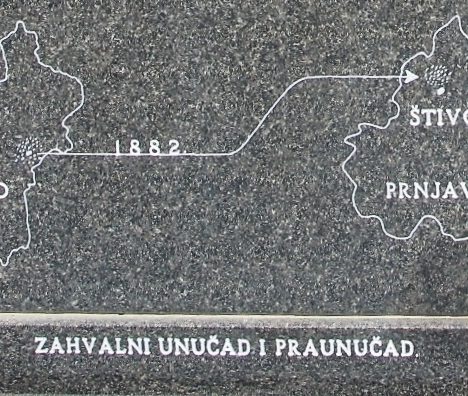 1882.
ŠTIVO
PRNJAV
ZAHVALNI UNUČAD I PRAUNUČAD.